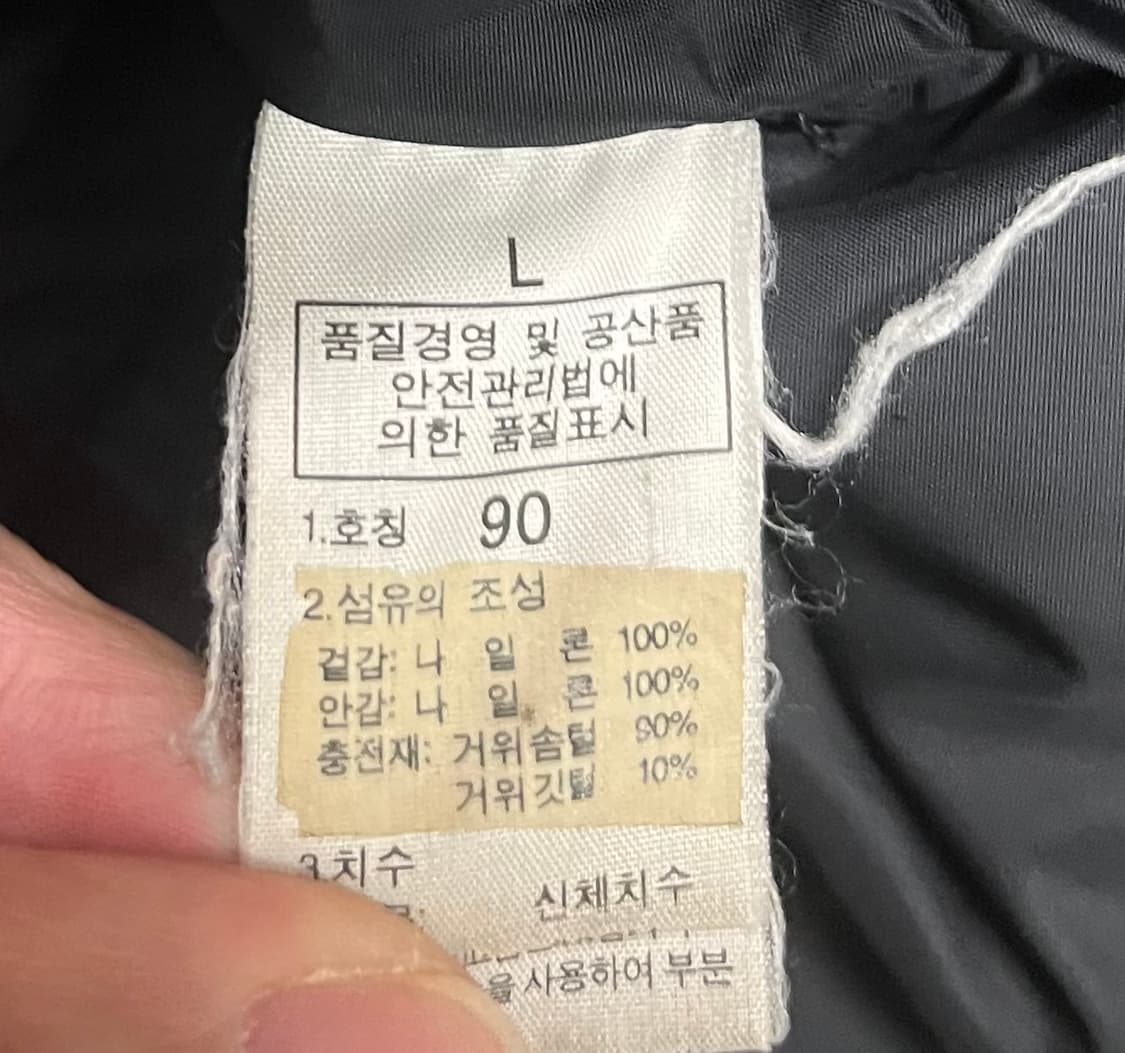 L
품질경영 및 공산품
안전관리법에
의한 품질표시
1.호칭 90
2.섬유의 조성
겉감: 나 일 론 100%
안감: 나 일 론 100%
충전재: 거위솜털 90%
거위깃털 10%
3.치수
신체치수
을 사용하여 부분